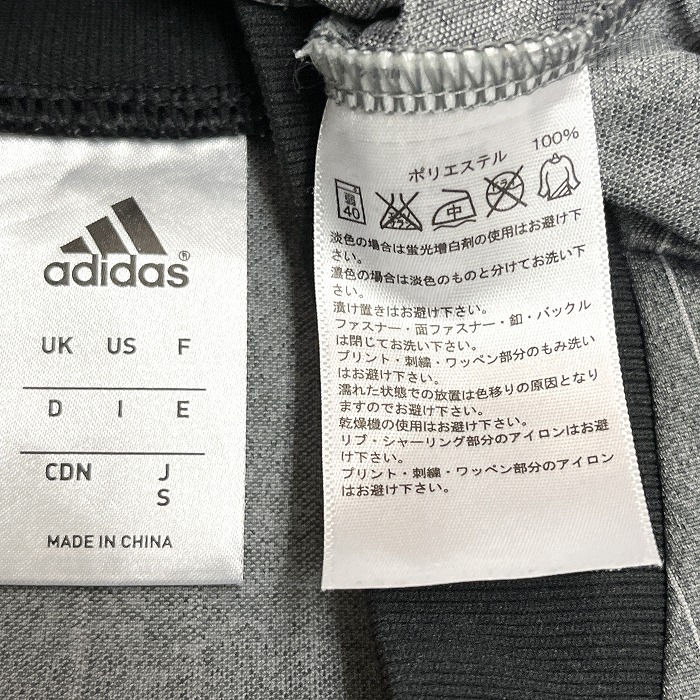 adidas®
UK US F
D I E
CDN J
S
MADE IN CHINA
ポリエステル 100%
弱
40
中
淡色の場合は蛍光増白剤の使用はお避け下
さい。
濃色の場合は淡色のものと分けてお洗い下
さい。
漬け置きはお避け下さい。
ファスナー・面ファスナー・釦・バックル
は閉じてお洗い下さい。
プリント・刺繍・ワッペン部分のもみ洗い
はお避け下さい。
濡れた状態での放置は色移りの原因となり
ますのでお避け下さい。
乾燥機の使用はお避け下さい。
リブ・シャーリング部分のアイロンはお避
け下さい。
プリント・刺繍・ワッペン部分のアイロン
はお避け下さい。